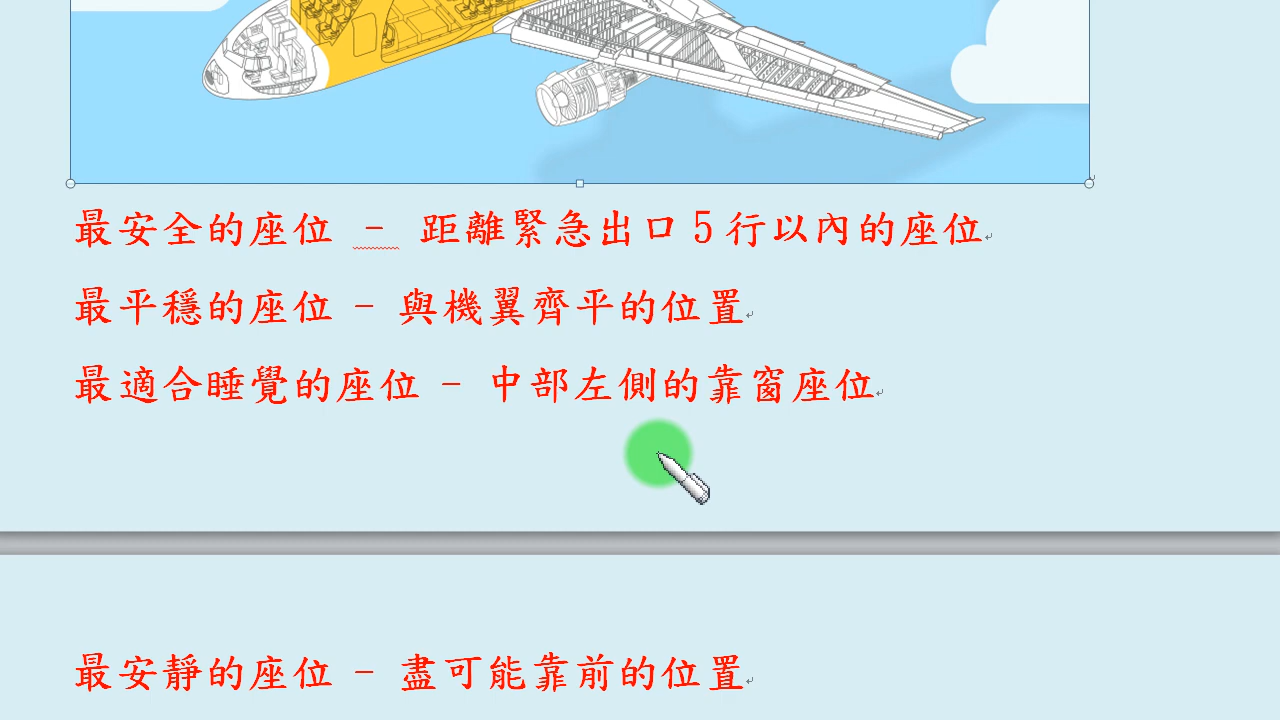 最安全的座位 – 距離緊急出口5行以內的座位
最平穩的座位 – 與機翼齊平的位置
最適合睡覺的座位 – 中部左側的靠窗座位
最安靜的座位 – 盡可能靠前的位置